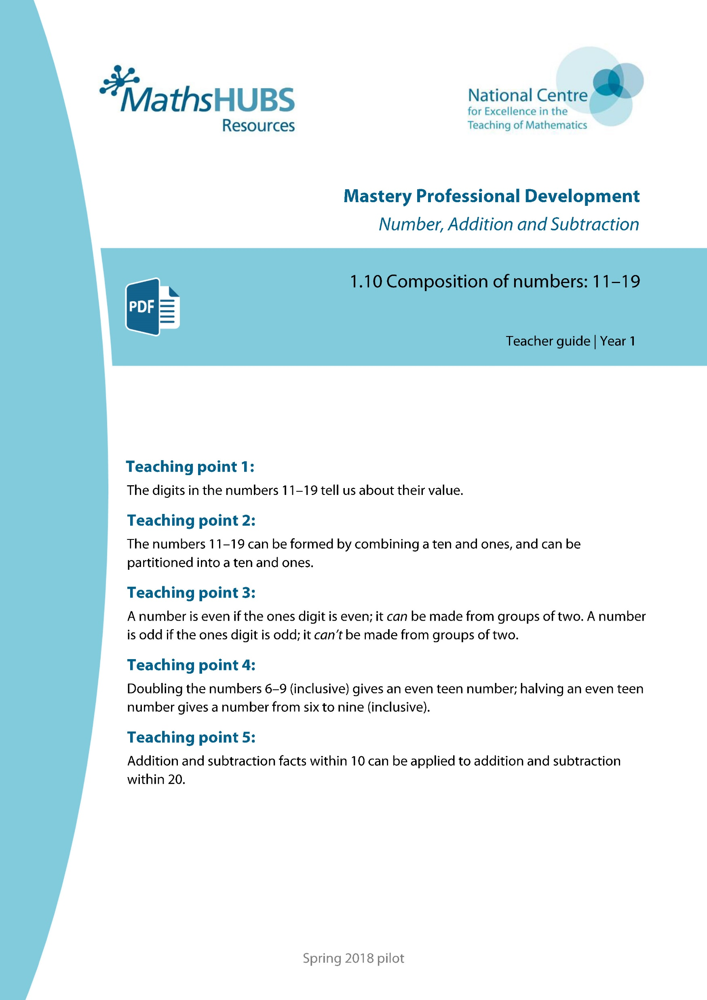 MathsHUBS
Resources
National Centre
for Excellence in the
Teaching of Mathematics
Mastery Professional Development
Number, Addition and Subtraction
1.10 Composition of numbers: 11–19
PDF
Teacher guide | Year 1
Teaching point 1:
The digits in the numbers 11–19 tell us about their value.
Teaching point 2:
The numbers 11–19 can be formed by combining a ten and ones, and can be
partitioned into a ten and ones.
Teaching point 3:
A number is even if the ones digit is even; it can be made from groups of two. A number
is odd if the ones digit is odd; it can’t be made from groups of two.
Teaching point 4:
Doubling the numbers 6–9 (inclusive) gives an even teen number; halving an even teen
number gives a number from six to nine (inclusive).
Teaching point 5:
Addition and subtraction facts within 10 can be applied to addition and subtraction
within 20.
Spring 2018 pilot